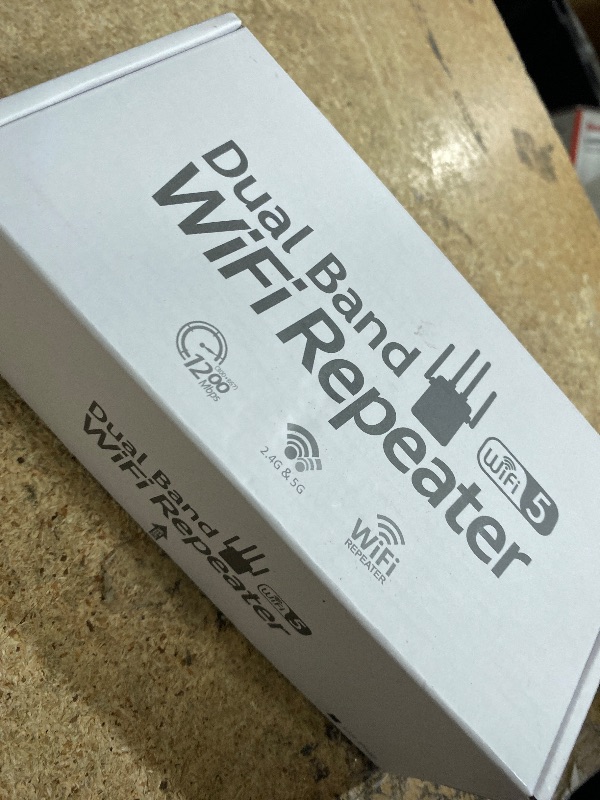 Dual Band
WiFi Repeater
WiFi 5
1200
Mbps
2.4G & 5G
WiFi
REPEATER
Dual Band
WiFi Repeater
WiFi 5